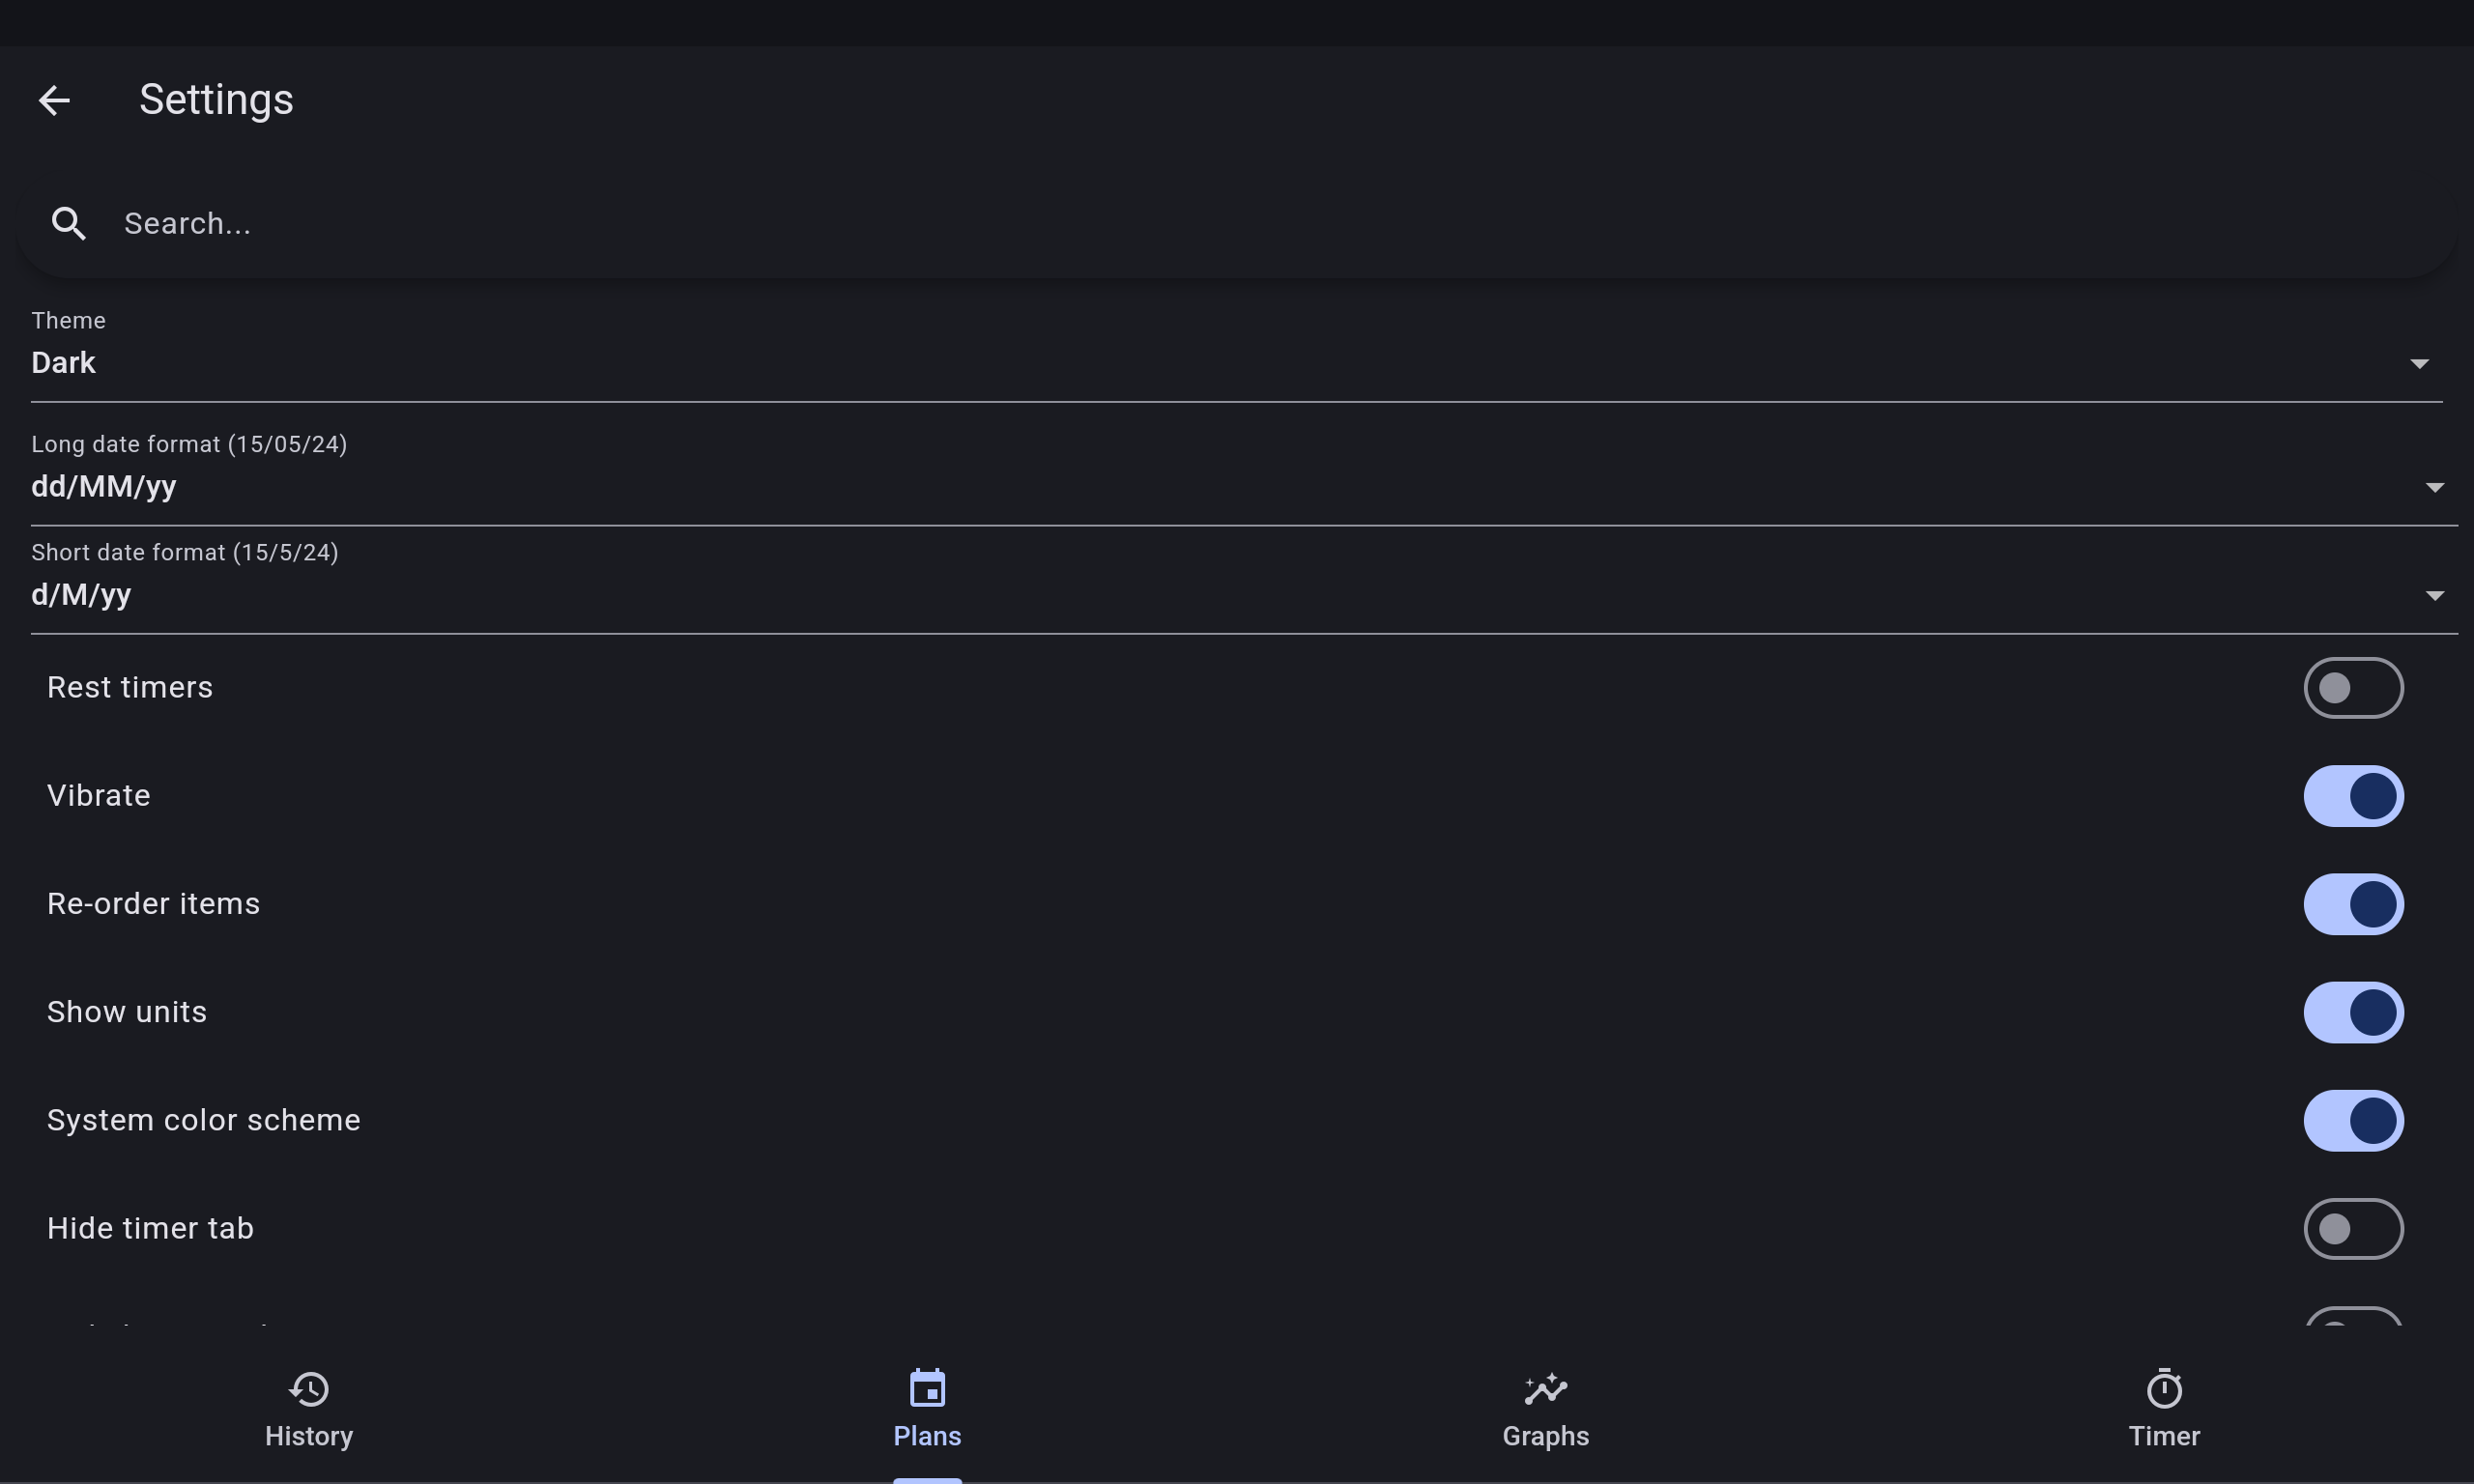 Settings
Search...
Theme
Dark
Long date format (15/05/24)
dd/MM/yy
Short date format (15/5/24)
d/M/yy
Rest timers
Vibrate
Re-order items
Show units
System color scheme
Hide timer tab
History
Plans
Graphs
Timer